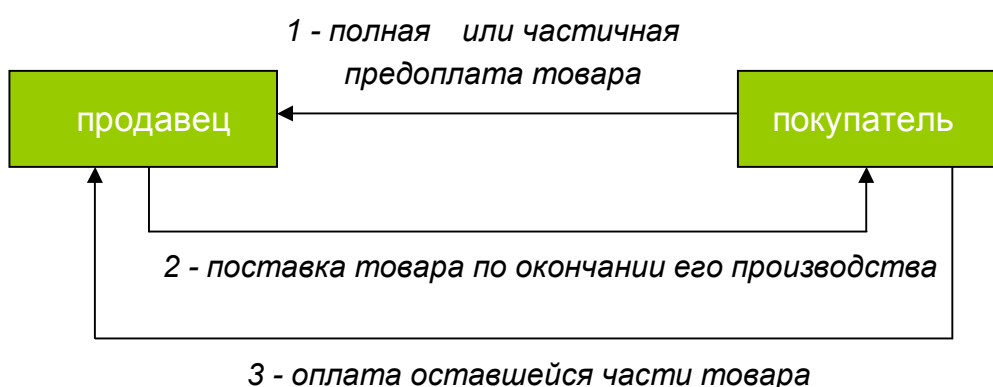 1 - полная или частичная
предоплата товара
продавец
покупатель
2 - поставка товара по окончании его производства
3 - оплата оставшейся части товара